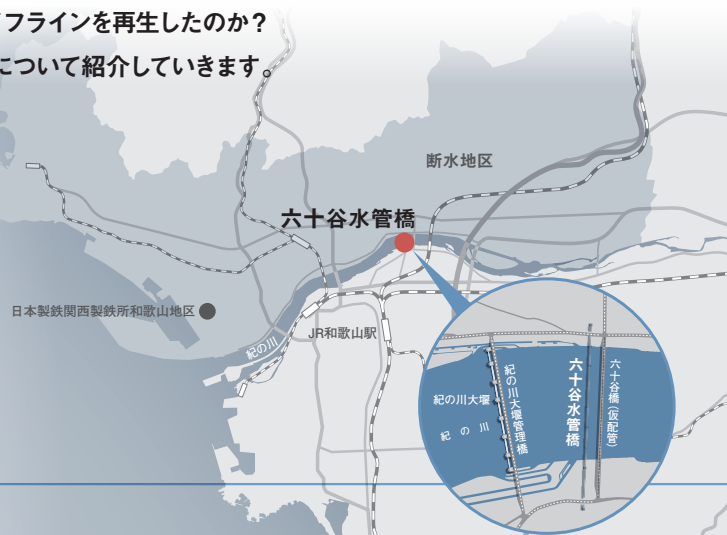 フラインを再生したのか?
について紹介していきます。
断水地区
六十谷水管橋
日本製鉄関西製鉄所和歌山地区
JR和歌山駅
紀の川
紀の川大堰
紀の川
紀の川大堰管理橋
六十谷水管橋
六十谷橋(仮配管)